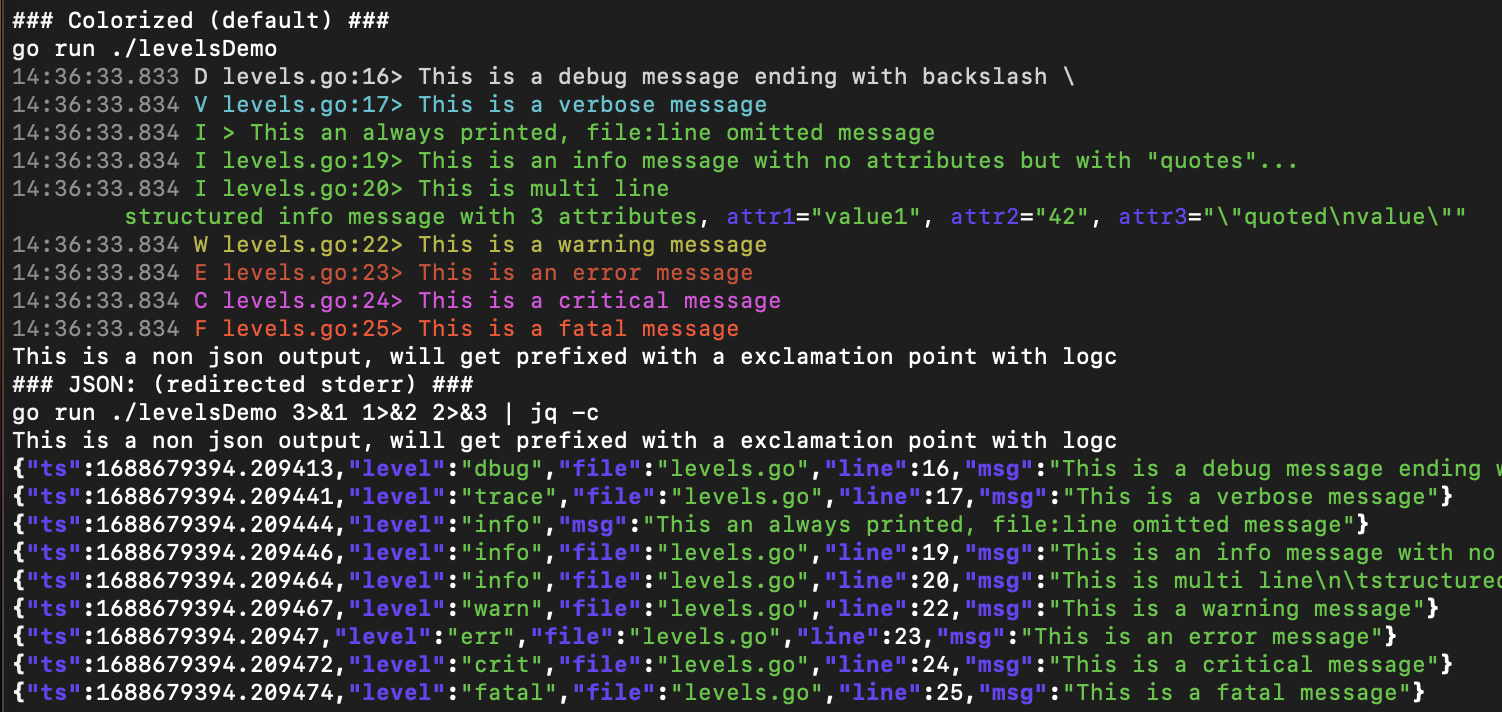 ### Colorized (default) ###
go run ./levelsDemo
14:36:33.833 D levels.go:16> This is a debug message ending with backslash \
14:36:33.834 V levels.go:17> This is a verbose message
14:36:33.834 I > This an always printed, file:line omitted message
14:36:33.834 I levels.go:19> This is an info message with no attributes but with "quotes"...
14:36:33.834 I levels.go:20> This is multi line
        structured info message with 3 attributes, attr1="value1", attr2="42", attr3="\"quoted\nvalue\""
14:36:33.834 W levels.go:22> This is a warning message
14:36:33.834 E levels.go:23> This is an error message
14:36:33.834 C levels.go:24> This is a critical message
14:36:33.834 F levels.go:25> This is a fatal message
This is a non json output, will get prefixed with a exclamation point with logc
### JSON: (redirected stderr) ###
go run ./levelsDemo 3>&1 1>&2 2>&3 | jq -c
This is a non json output, will get prefixed with a exclamation point with logc
{"ts":1688679394.209413,"level":"dbug","file":"levels.go","line":16,"msg":"This is a debug message ending
{"ts":1688679394.209441,"level":"trace","file":"levels.go","line":17,"msg":"This is a verbose message"}
{"ts":1688679394.209444,"level":"info","msg":"This an always printed, file:line omitted message"}
{"ts":1688679394.209446,"level":"info","file":"levels.go","line":19,"msg":"This is an info message with no
{"ts":1688679394.209464,"level":"info","file":"levels.go","line":20,"msg":"This is multi line\n\tstructured
{"ts":1688679394.209467,"level":"warn","file":"levels.go","line":22,"msg":"This is a warning message"}
{"ts":1688679394.20947,"level":"err","file":"levels.go","line":23,"msg":"This is an error message"}
{"ts":1688679394.209472,"level":"crit","file":"levels.go","line":24,"msg":"This is a critical message"}
{"ts":1688679394.209474,"level":"fatal","file":"levels.go","line":25,"msg":"This is a fatal message"}